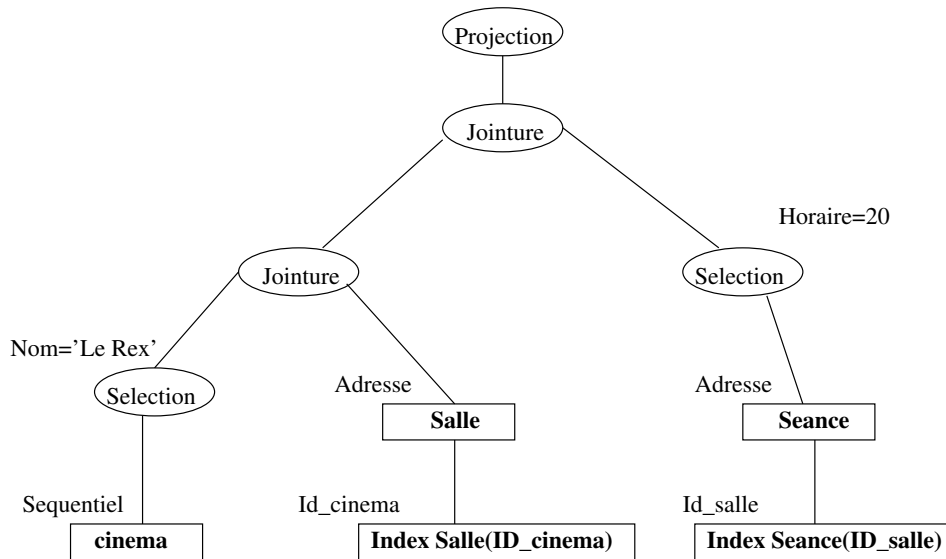 Projection
Jointure
Horaire=20
Jointure
Selection
Nom=’Le Rex’
Selection
Adresse
Adresse
Salle
Seance
Sequentiel
Id_cinema
Id_salle
cinema
Index Salle(ID_cinema)
Index Seance(ID_salle)